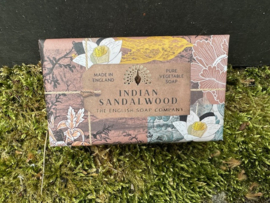 MADE IN
ENGLAND
PURE
VEGETABLE
SOAP
INDIAN
SANDALWOOD
THE ENGLISH SOAP COMPANY